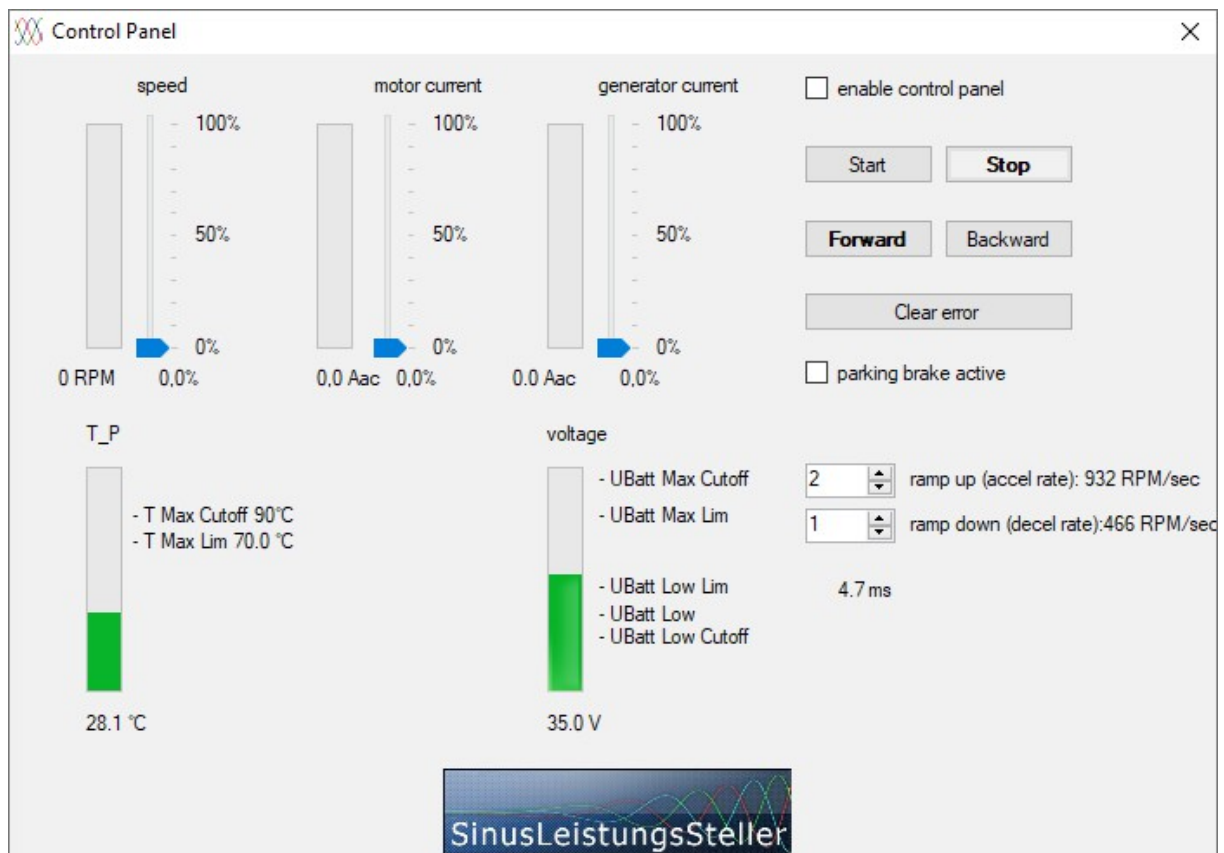 Control Panel
speed
100%
50%
0%
0 RPM 0,0%
motor current
100%
50%
0%
0,0 Aac 0,0%
generator current
100%
50%
0%
0.0 Aac 0,0%
enable control panel
Start Stop
Forward Backward
Clear error
parking brake active
T_P
- T Max Cutoff 90°C
- T Max Lim 70.0 °C
28.1 °C
voltage
- UBatt Max Cutoff
- UBatt Max Lim
- UBatt Low Lim
- UBatt Low
- UBatt Low Cutoff
35.0 V
2 ramp up (accel rate): 932 RPM/sec
1 ramp down (decel rate):466 RPM/sec
4.7 ms
SinusLeistungsSteller